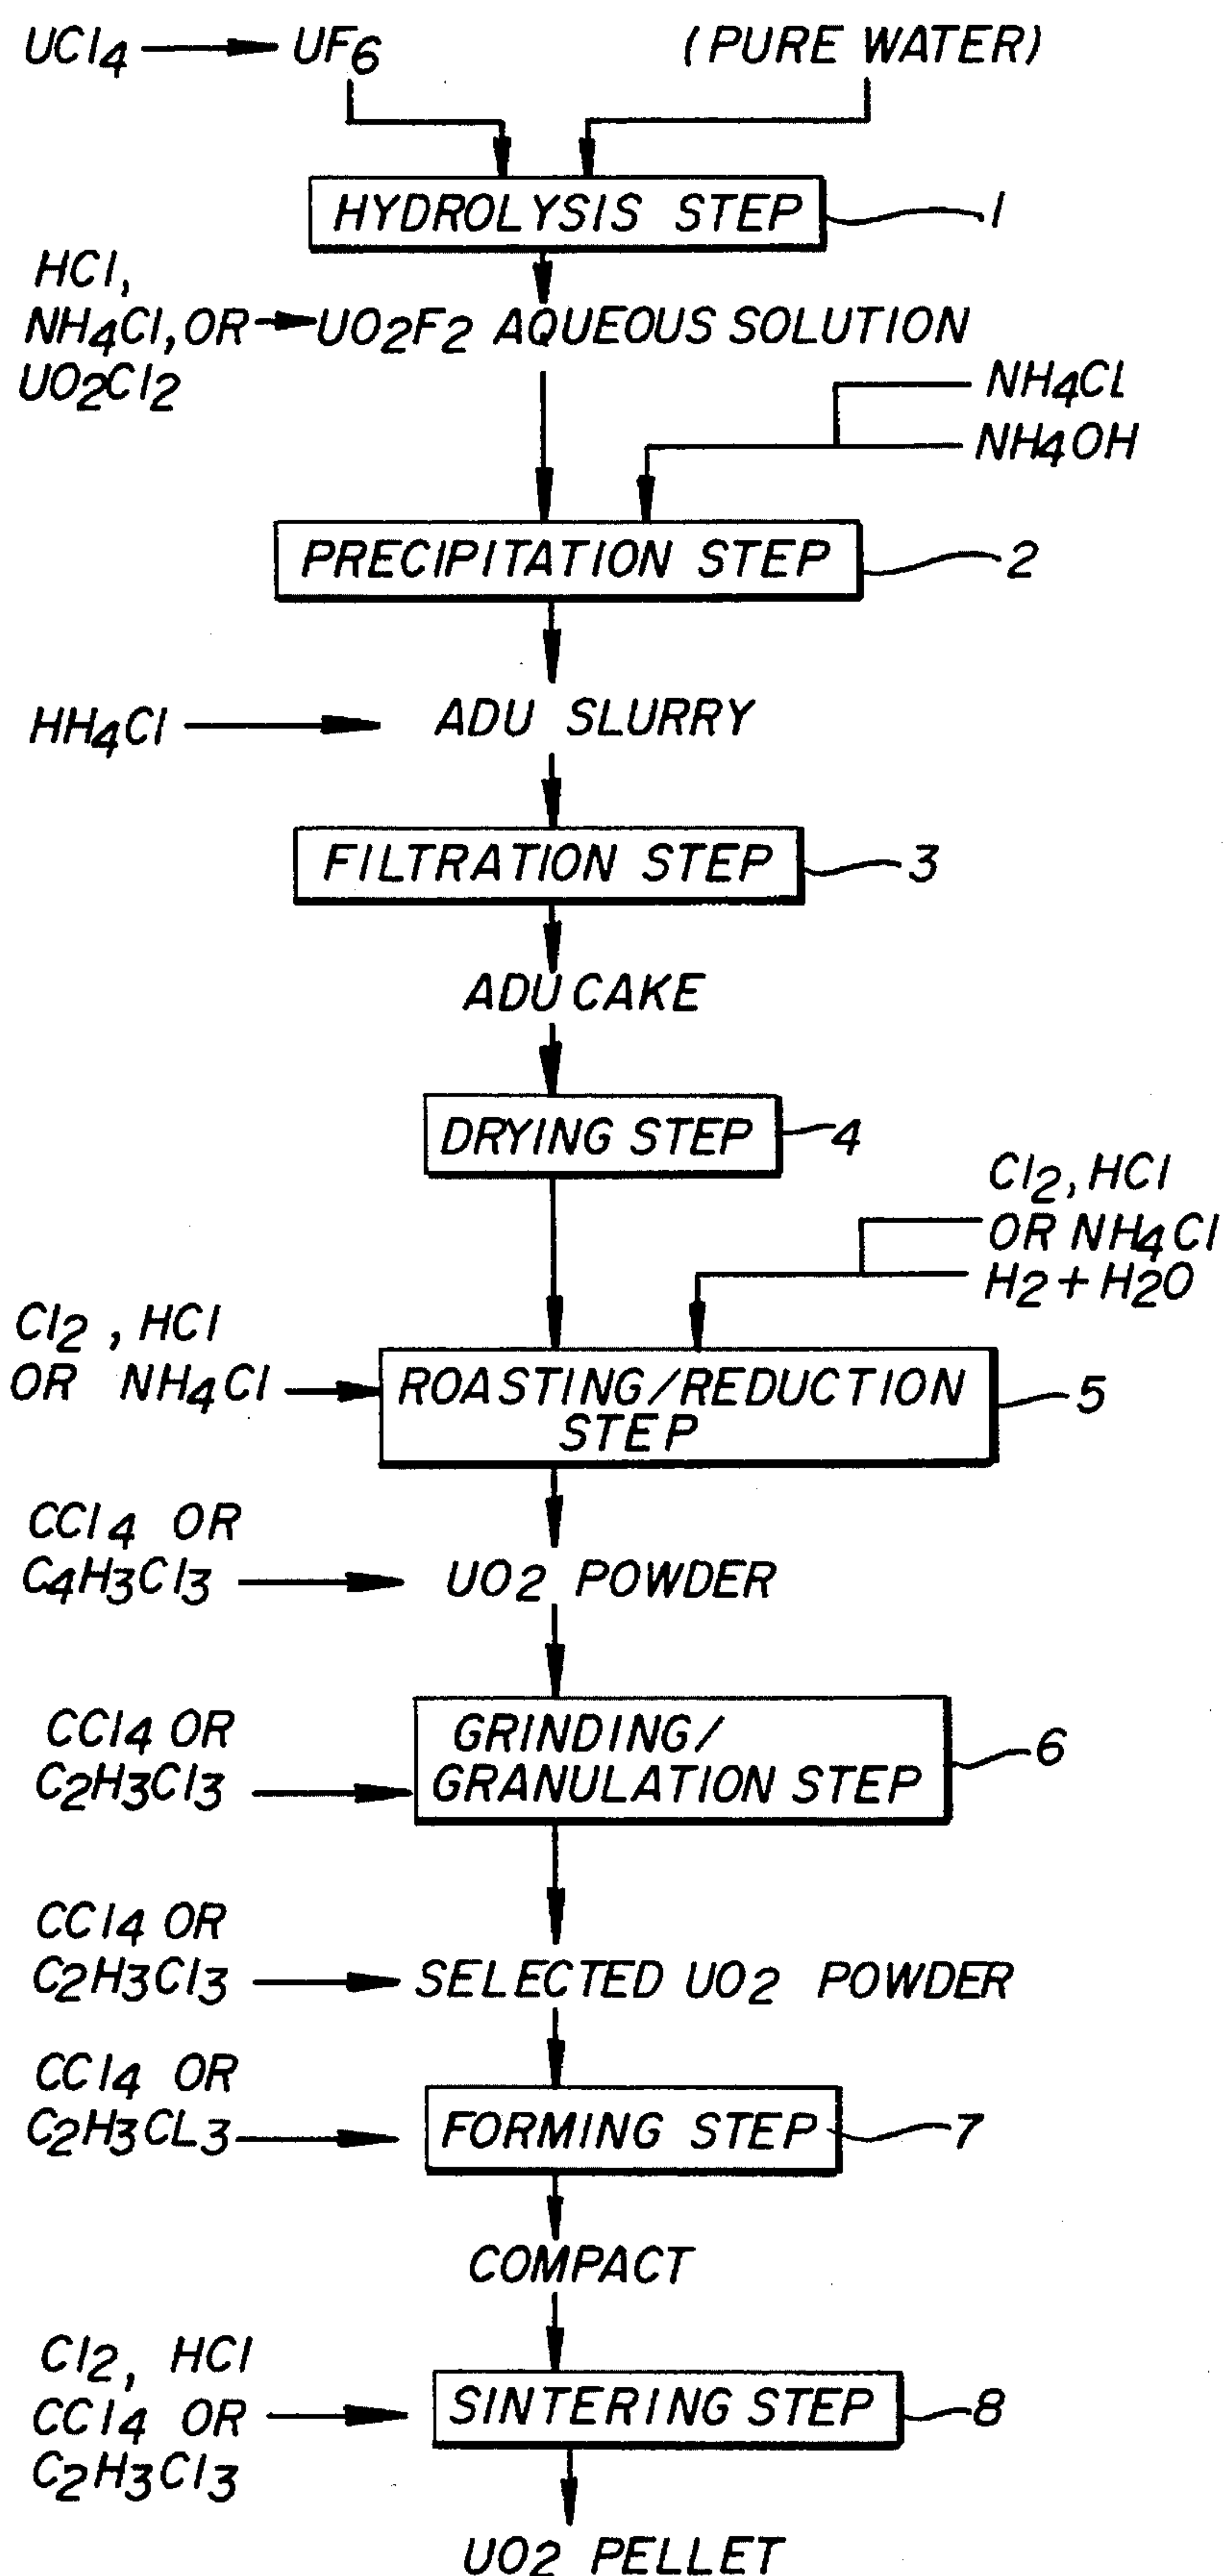 UCl4 UF6 (PURE WATER)
HYDROLYSIS STEP 1
HCl,
NH4Cl, OR UO2F2 AQUEOUS SOLUTION
UO2Cl2
NH4CL
NH4OH
PRECIPITATION STEP 2
HH4Cl ADU SLURRY
FILTRATION STEP 3
ADU CAKE
DRYING STEP 4
Cl2, HCl
OR NH4Cl
H2 + H2O
Cl2, HCl
OR NH4Cl
ROASTING/REDUCTION
STEP
5
CCl4 OR
C4H3Cl3 UO2 POWDER
CCl4 OR
C2H3Cl3
GRINDING/
GRANULATION STEP
6
CCl4 OR
C2H3Cl3 SELECTED UO2 POWDER
CCl4 OR
C2H3CL3 FORMING STEP 7
COMPACT
Cl2, HCl
CCl4 OR
C2H3Cl3
SINTERING STEP 8
UO2 PELLET